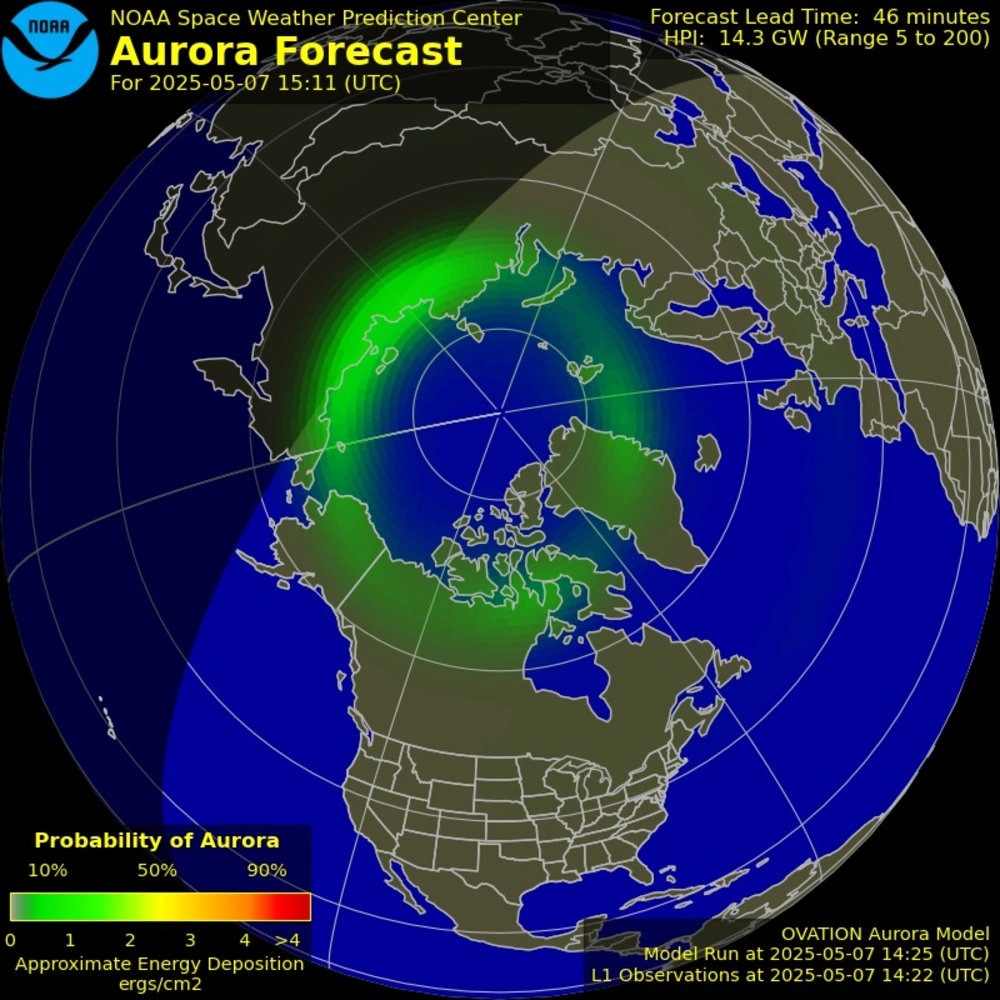 NOAA
NOAA Space Weather Prediction Center
Aurora Forecast
For 2025-05-07 15:11 (UTC)
Forecast Lead Time: 46 minutes
HPI: 14.3 GW (Range 5 to 200)
Probability of Aurora
10% 50% 90%
0 1 2 3 4 >4
Approximate Energy Deposition
ergs/cm2
OVATION Aurora Model
Model Run at 2025-05-07 14:25 (UTC)
L1 Observations at 2025-05-07 14:22 (UTC)